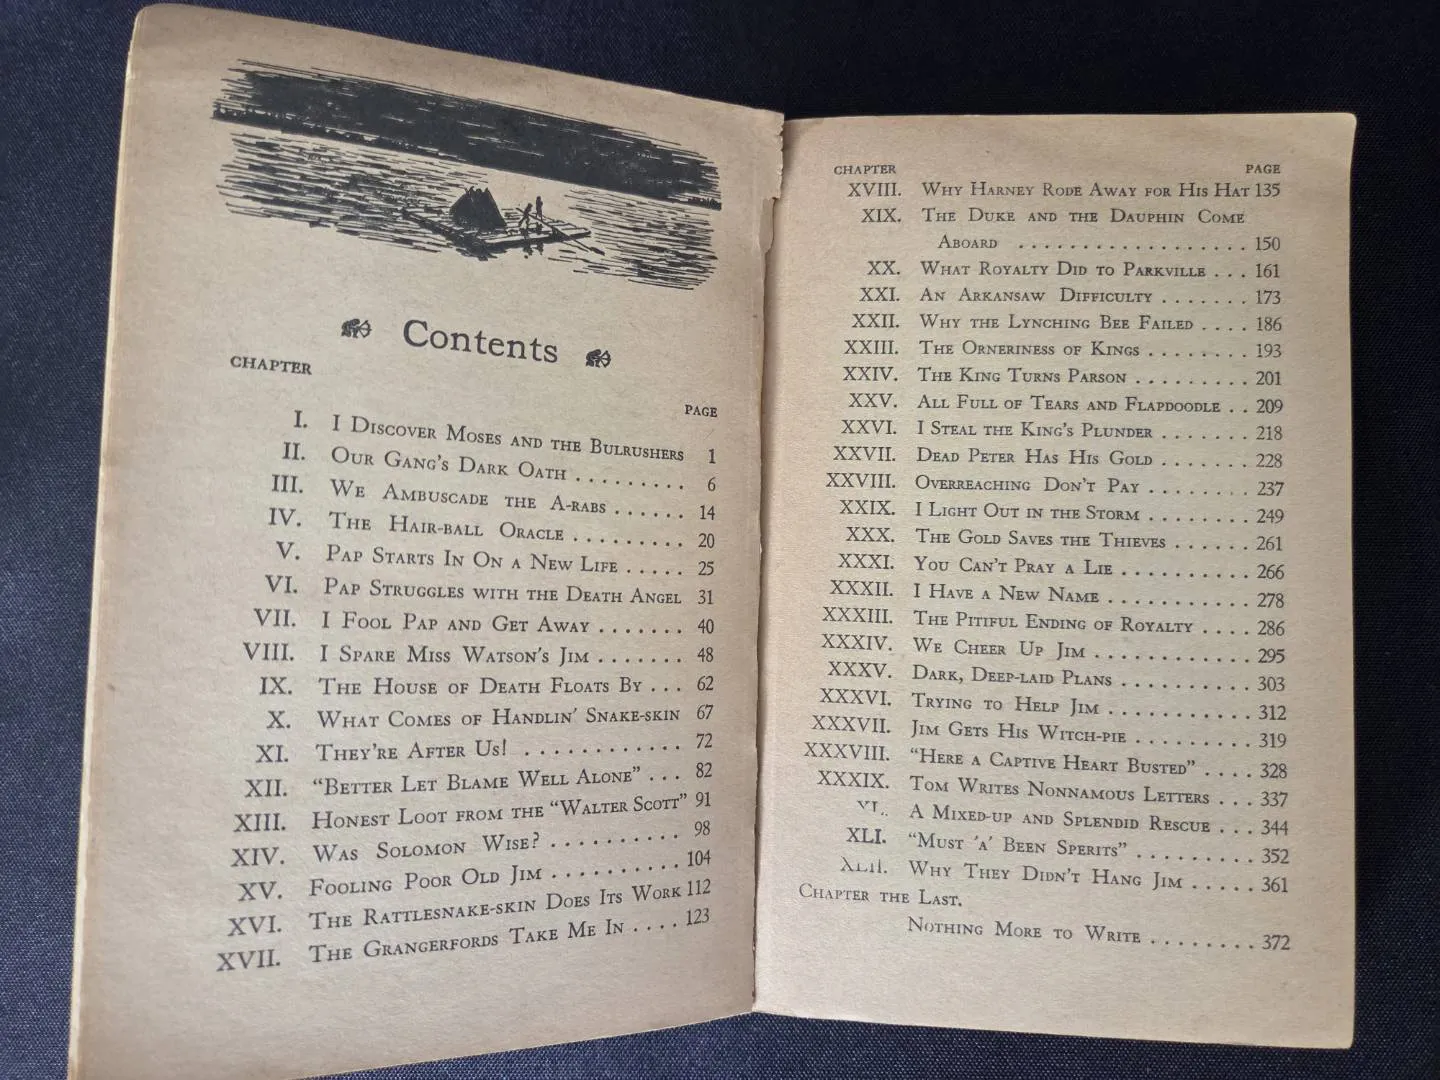 Contents
CHAPTER
PAGE
I. I Discover Moses and the Bulrushers 1
II. Our Gang's Dark Oath ......... 6
III. We Ambuscade the A-rabs ...... 14
IV. The Hair-ball Oracle ......... 20
V. Pap Starts In On a New Life ..... 25
VI. Pap Struggles with the Death Angel 31
VII. I Fool Pap and Get Away ....... 40
VIII. I Spare Miss Watson's Jim ....... 48
IX. The House of Death Floats By ... 62
X. What Comes of Handlin' Snake-skin 67
XI. They're After Us! ............ 72
XII. "Better Let Blame Well Alone" ... 82
XIII. Honest Loot from the "Walter Scott" 91
XIV. Was Solomon Wise? .......... 98
XV. Fooling Poor Old Jim .......... 104
XVI. The Rattlesnake-skin Does Its Work 112
XVII. The Grangerfords Take Me In .... 123
CHAPTER PAGE
XVIII. Why Harney Rode Away for His Hat 135
XIX. The Duke and the Dauphin Come
Aboard .................. 150
XX. What Royalty Did to Parkville ... 161
XXI. An Arkansaw Difficulty ....... 173
XXII. Why the Lynching Bee Failed .... 186
XXIII. The Orneriness of Kings ........ 193
XXIV. The King Turns Parson ......... 201
XXV. All Full of Tears and Flapdoodle .. 209
XXVI. I Steal the King's Plunder ....... 218
XXVII. Dead Peter Has His Gold ....... 228
XXVIII. Overreaching Don't Pay ........ 237
XXIX. I Light Out in the Storm ........ 249
XXX. The Gold Saves the Thieves ...... 261
XXXI. You Can't Pray a Lie .......... 266
XXXII. I Have a New Name ........... 278
XXXIII. The Pitiful Ending of Royalty .... 286
XXXIV. We Cheer Up Jim ............ 295
XXXV. Dark, Deep-laid Plans .......... 303
XXXVI. Trying to Help Jim ........... 312
XXXVII. Jim Gets His Witch-pie ......... 319
XXXVIII. "Here a Captive Heart Busted" .... 328
XXXIX. Tom Writes Nonnamous Letters ... 337
XL. A Mixed-up and Splendid Rescue ... 344
XLI. "Must 'a' Been Sperits" ......... 352
XLII. Why They Didn't Hang Jim ..... 361
Chapter the Last.
Nothing More to Write ........ 372